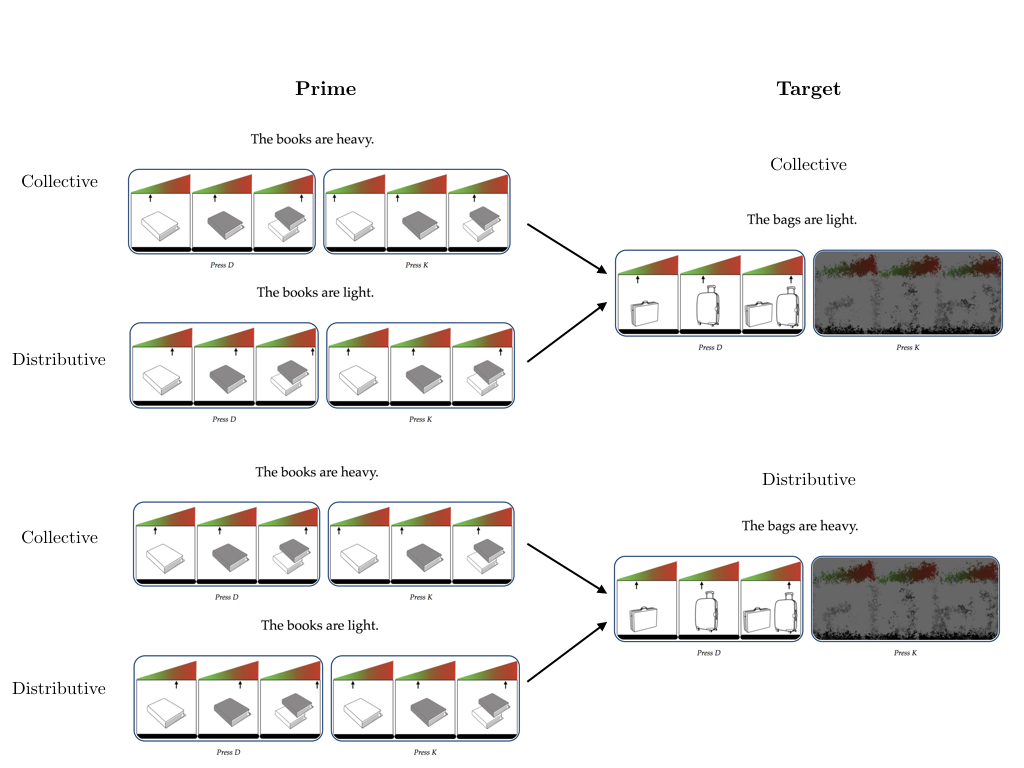 Prime
Target
The books are heavy.
Collective
Press D
Press K
The books are light.
Distributive
Press D
Press K
Collective
The bags are light.
Press D
Press K
The books are heavy.
Collective
Press D
Press K
The books are light.
Distributive
Press D
Press K
Distributive
The bags are heavy.
Press D
Press K